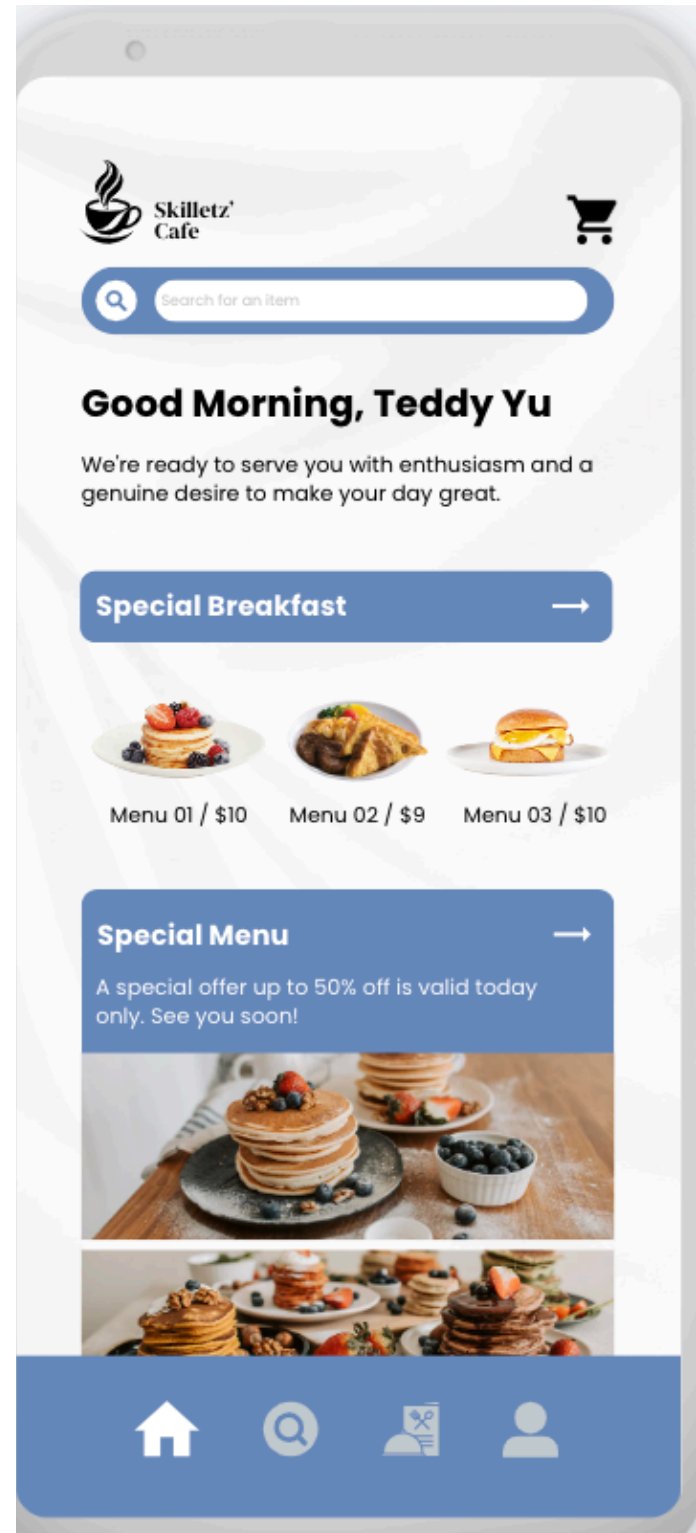 Skilletz'
Cafe
Search for an item
Good Morning, Teddy Yu
We're ready to serve you with enthusiasm and a
genuine desire to make your day great.
Special Breakfast
Menu 01 / $10
Menu 02 / $9
Menu 03 / $10
Special Menu
A special offer up to 50% off is valid today
only. See you soon!